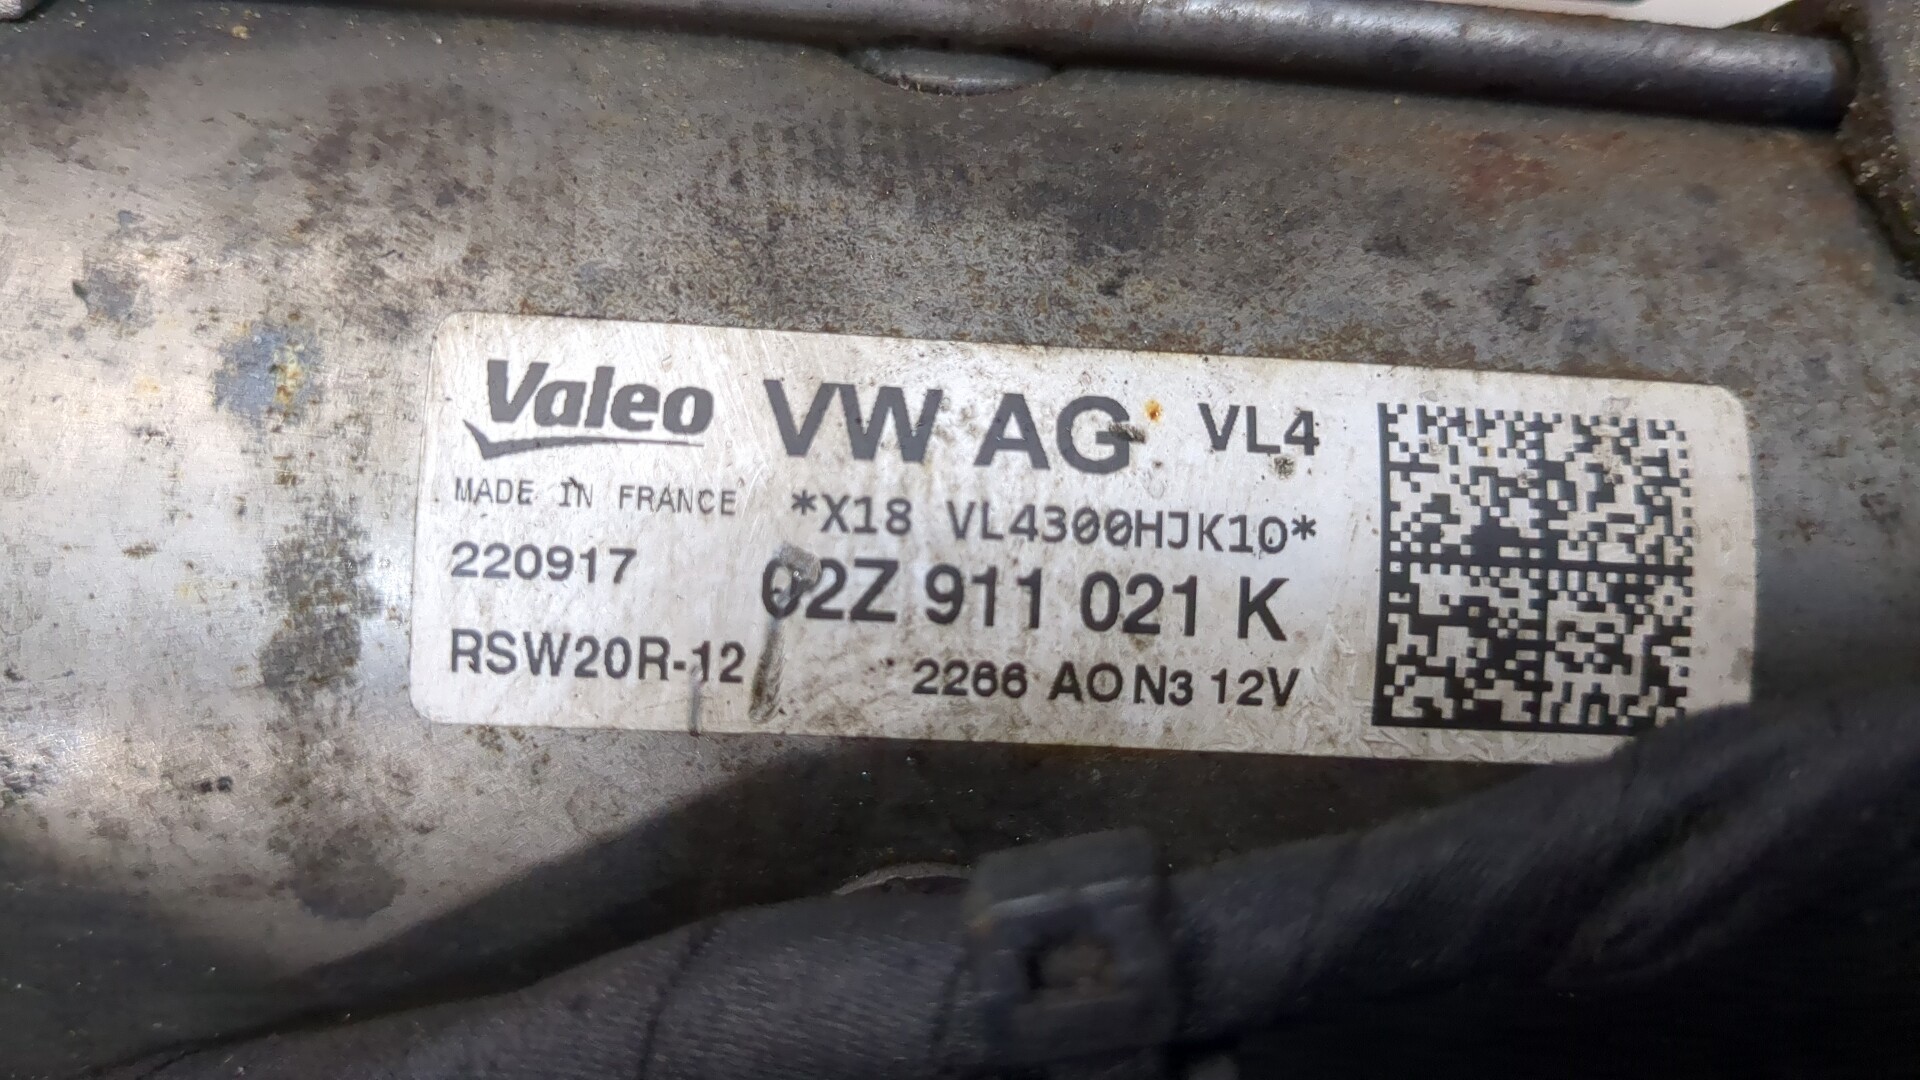 Valeo VW AG VL4
MADE IN FRANCE *X18 VL4300HJK10*
220917 02Z 911 021 K
RSW20R-12 2266 AO N3 12V